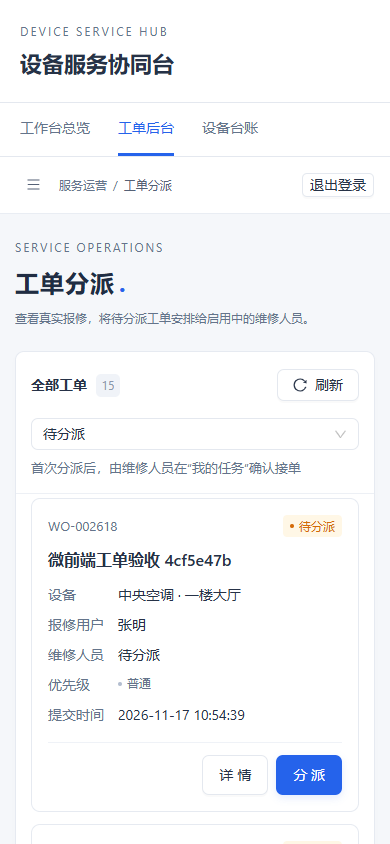 DEVICE SERVICE HUB
设备服务协同台
工作台总览 工单后台 设备台账
服务运营 / 工单分派 退出登录
SERVICE OPERATIONS
工单分派.
查看真实报修，将待分派工单安排给启用中的维修人员。
全部工单 15 刷新
待分派
首次分派后，由维修人员在“我的任务”确认接单
WO-002618 待分派
微前端工单验收 4cf5e47b
设备 中央空调 · 一楼大厅
报修用户 张明
维修人员 待分派
优先级 普通
提交时间 2026-11-17 10:54:39
详情 分派